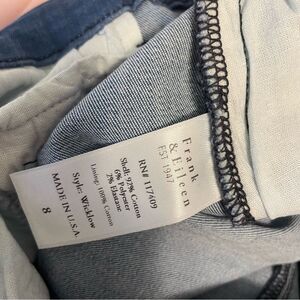 Frank
& Eileen
EST 1947
RN# 117409
Shell: 92% Cotton
6% Polyester
2% Elastane
Lining: 100% Cotton
Style: Wicklow
MADE IN U.S.A.
8